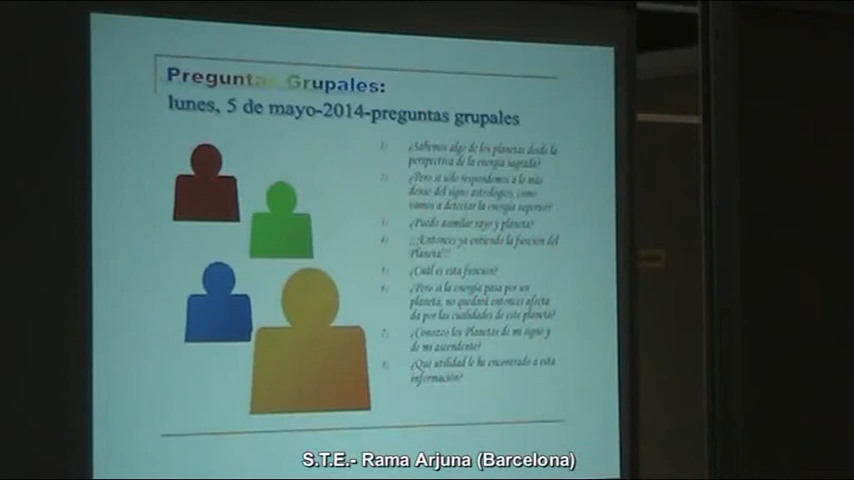 Preguntas Grupales:
lunes, 5 de mayo-2014-preguntas grupales
1) ¿Sabemos algo de los planetas desde la
perspectiva de la energía sagrada?
2) ¿Pero si sólo respondemos a lo más
denso del signo astrológico, como
vamos a detectar la energía superior?
3) ¿Puedo asimilar rayo y planeta?
4) ¡¡¡Entonces ya entiendo la función del
Planeta!!!
5) ¿Cuál es esta función?
6) ¿Pero si la energía pasa por un
planeta, no quedará entonces afecta
da por las cualidades de este planeta?
7) ¿Conozco los Planetas de mi signo y
de mi ascendente?
8) ¿Qué utilidad le he encontrado a esta
información?
S.T.E.- Rama Arjuna (Barcelona)